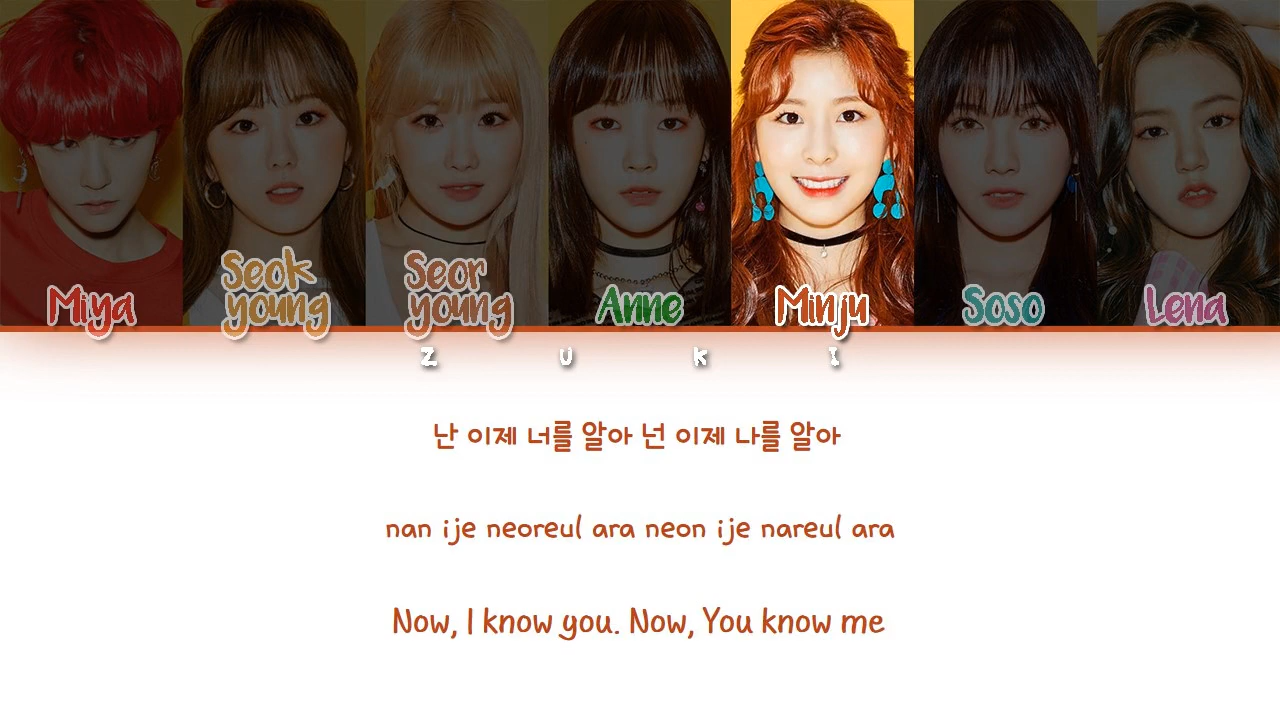 Miya
Seok
young
Seor
young
Anne
Minju
Soso
Lena
Z U K I
난 이제 너를 알아 넌 이제 나를 알아
nan ije neoreul ara neon ije nareul ara
Now, I know you. Now, You know me